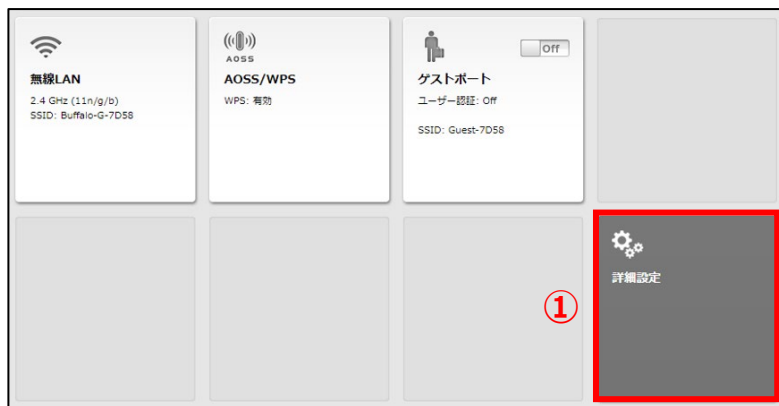 無線LAN
2.4 GHz (11n/g/b)
SSID: Buffalo-G-7D58
AOSS
AOSS/WPS
WPS: 有効
Off
ゲストポート
ユーザー認証: Off
SSID: Guest-7D58
①
詳細設定